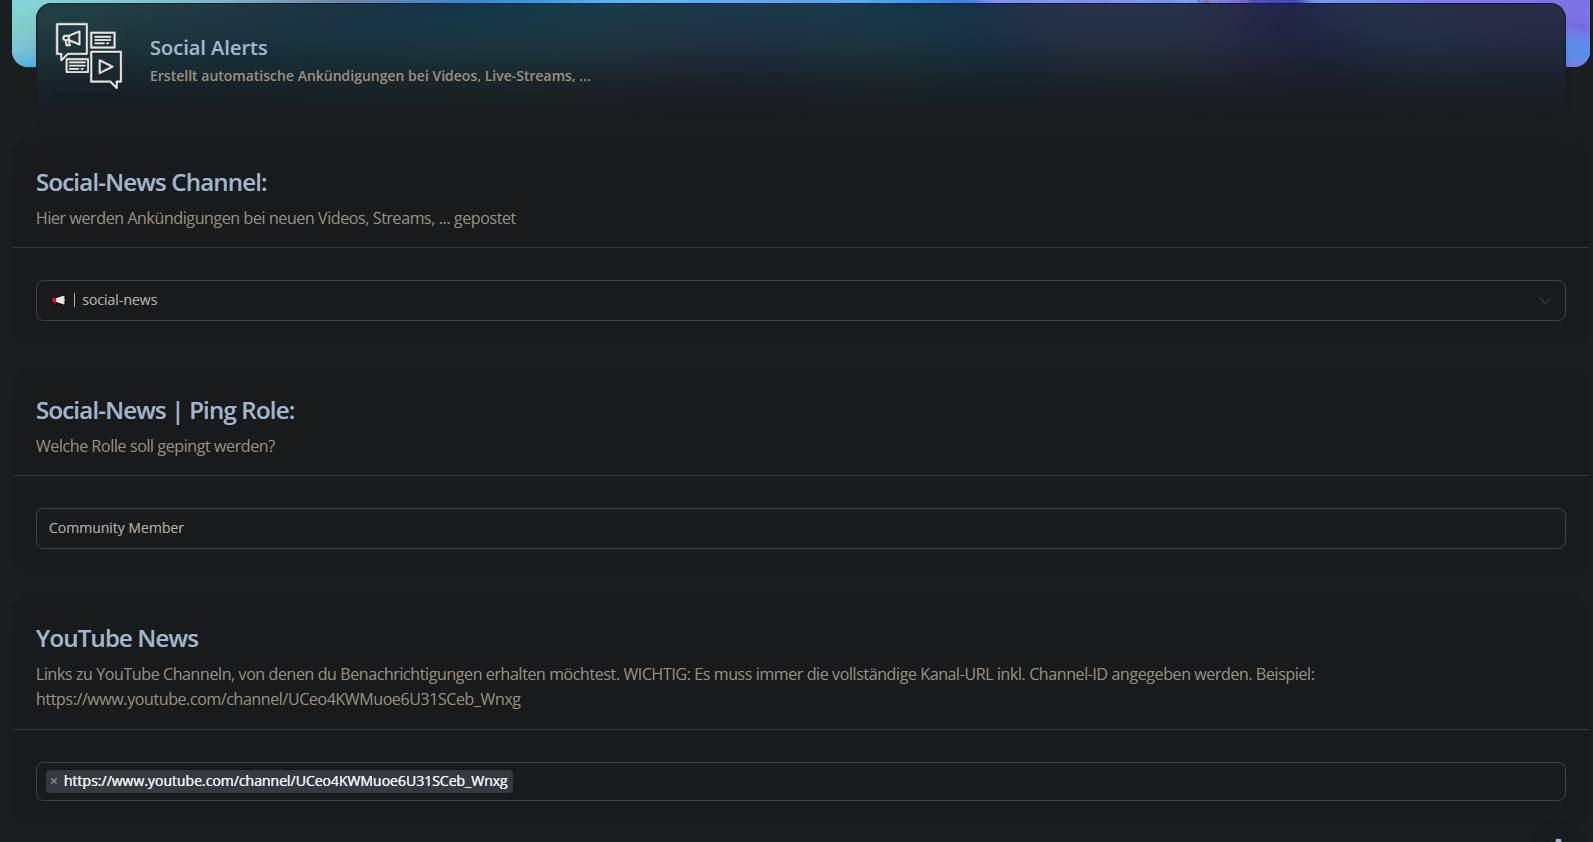 Social Alerts
Erstellt automatische Ankündigungen bei Videos, Live-Streams, ...
Social-News Channel:
Hier werden Ankündigungen bei neuen Videos, Streams, ... gepostet
| social-news
Social-News | Ping Role:
Welche Rolle soll gepingt werden?
Community Member
YouTube News
Links zu YouTube Channeln, von denen du Benachrichtigungen erhalten möchtest. WICHTIG: Es muss immer die vollständige Kanal-URL inkl. Channel-ID angegeben werden. Beispiel:
https://www.youtube.com/channel/UCeo4KWMuoe6U31SCeb_Wnxg
× https://www.youtube.com/channel/UCeo4KWMuoe6U31SCeb_Wnxg